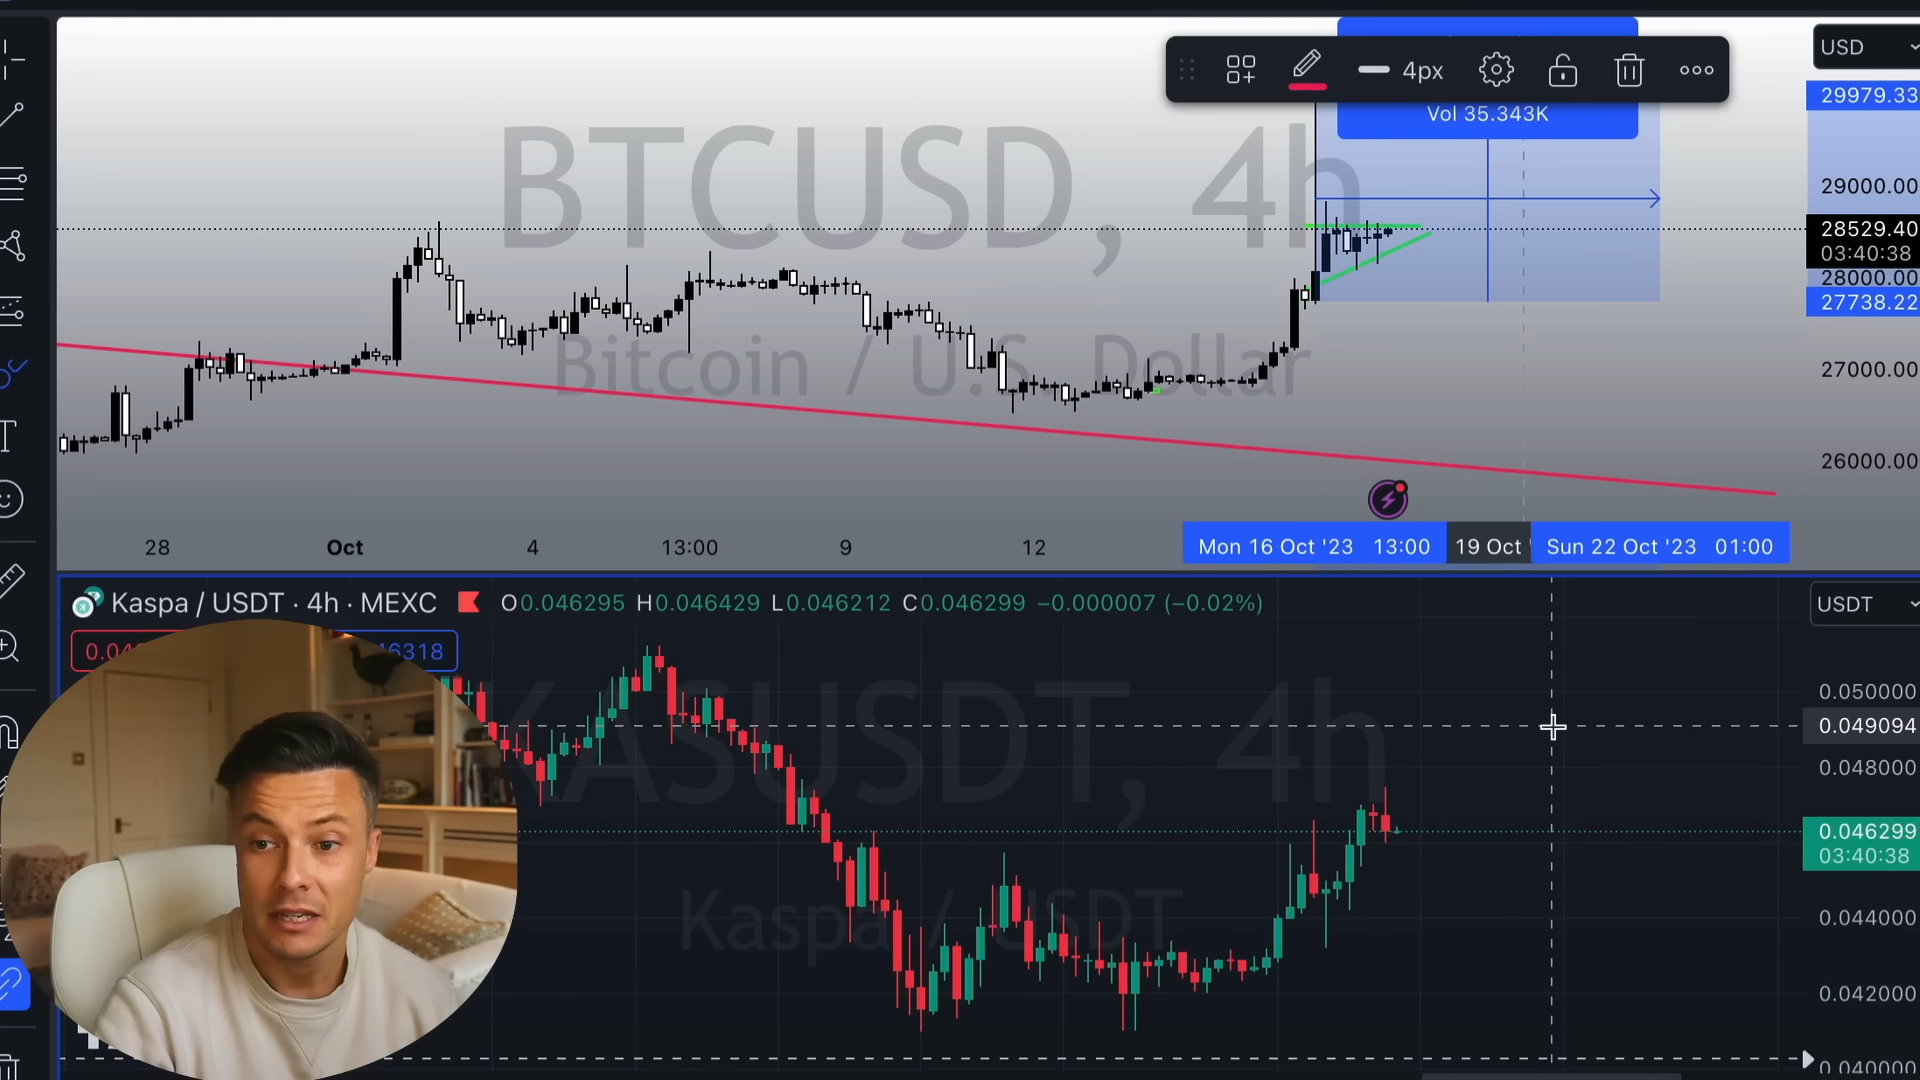 BTCUSD, 4h
Bitcoin / U.S. Dollar
4px
Vol 35.343K
USD
29979.33
29000.00
28529.40
03:40:38
28000.00
27738.22
27000.00
26000.00
28 Oct 4 13:00 9 12 Mon 16 Oct '23 13:00 19 Oct ' Sun 22 Oct '23 01:00
Kaspa / USDT · 4h · MEXC O0.046295 H0.046429 L0.046212 C0.046299 −0.000007 (−0.02%)
USDT
KASUSDT, 4h
Kaspa / USDT
0.050000
0.049094
0.048000
0.046299
03:40:38
0.044000
0.042000
0.040000